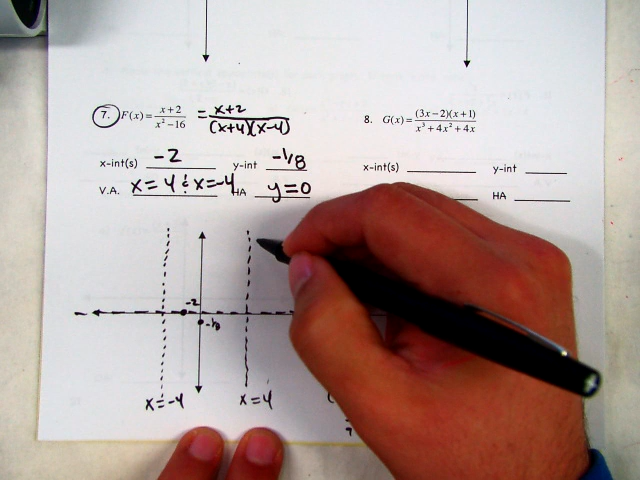 7. F(x) = x+2 / x² − 16 = x+2 / (x+4)(x−4)
x-int(s) -2 y-int -1/8
V.A. x=4 & x=-4 HA y=0
-2
-1/8
x=-4 x=4
8. G(x) = (3x−2)(x+1) / x³ + 4x² + 4x
x-int(s) y-int
HA